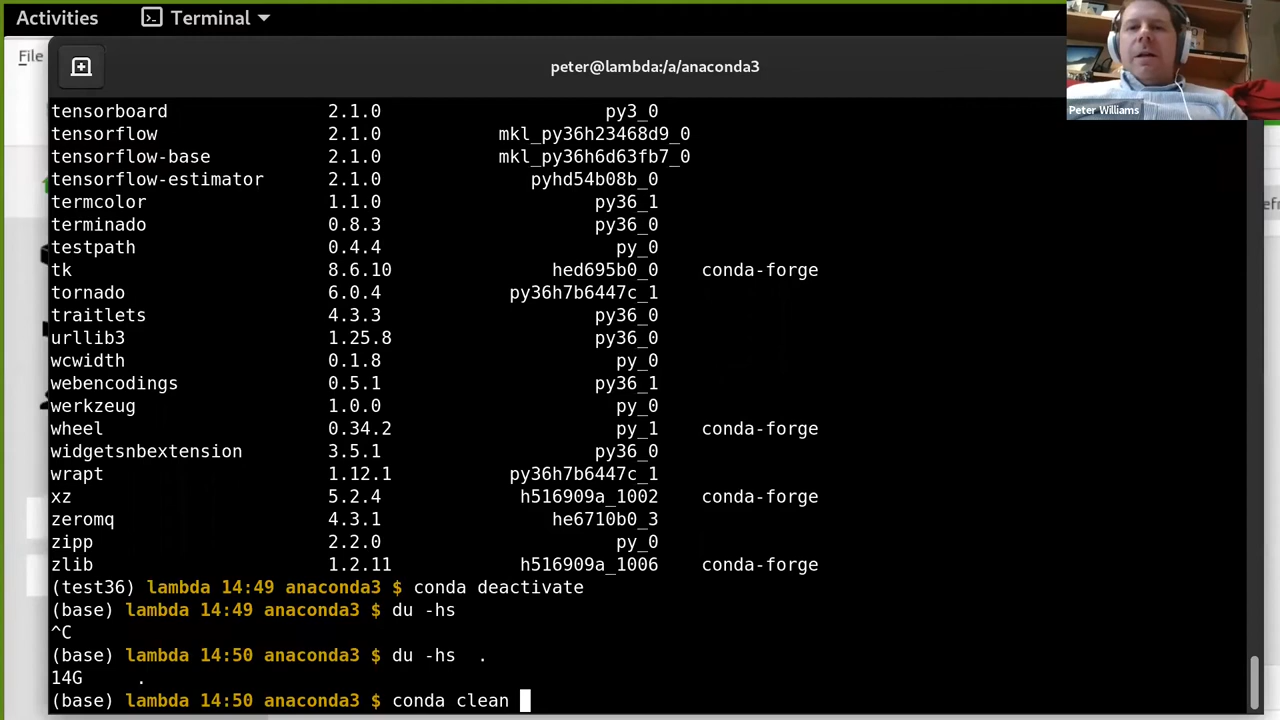 Activities
Terminal
File
peter@lambda:/a/anaconda3
Peter Williams
tensorboard 2.1.0 py3_0
tensorflow 2.1.0 mkl_py36h23468d9_0
tensorflow-base 2.1.0 mkl_py36h6d63fb7_0
tensorflow-estimator 2.1.0 pyhd54b08b_0
termcolor 1.1.0 py36_1
terminado 0.8.3 py36_0
testpath 0.4.4 py_0
tk 8.6.10 hed695b0_0 conda-forge
tornado 6.0.4 py36h7b6447c_1
traitlets 4.3.3 py36_0
urllib3 1.25.8 py36_0
wcwidth 0.1.8 py_0
webencodings 0.5.1 py36_1
werkzeug 1.0.0 py_0
wheel 0.34.2 py_1 conda-forge
widgetsnbextension 3.5.1 py36_0
wrapt 1.12.1 py36h7b6447c_1
xz 5.2.4 h516909a_1002 conda-forge
zeromq 4.3.1 he6710b0_3
zipp 2.2.0 py_0
zlib 1.2.11 h516909a_1006 conda-forge
(test36) lambda 14:49 anaconda3 $ conda deactivate
(base) lambda 14:49 anaconda3 $ du -hs
^C
(base) lambda 14:50 anaconda3 $ du -hs  .
14G .
(base) lambda 14:50 anaconda3 $ conda clean